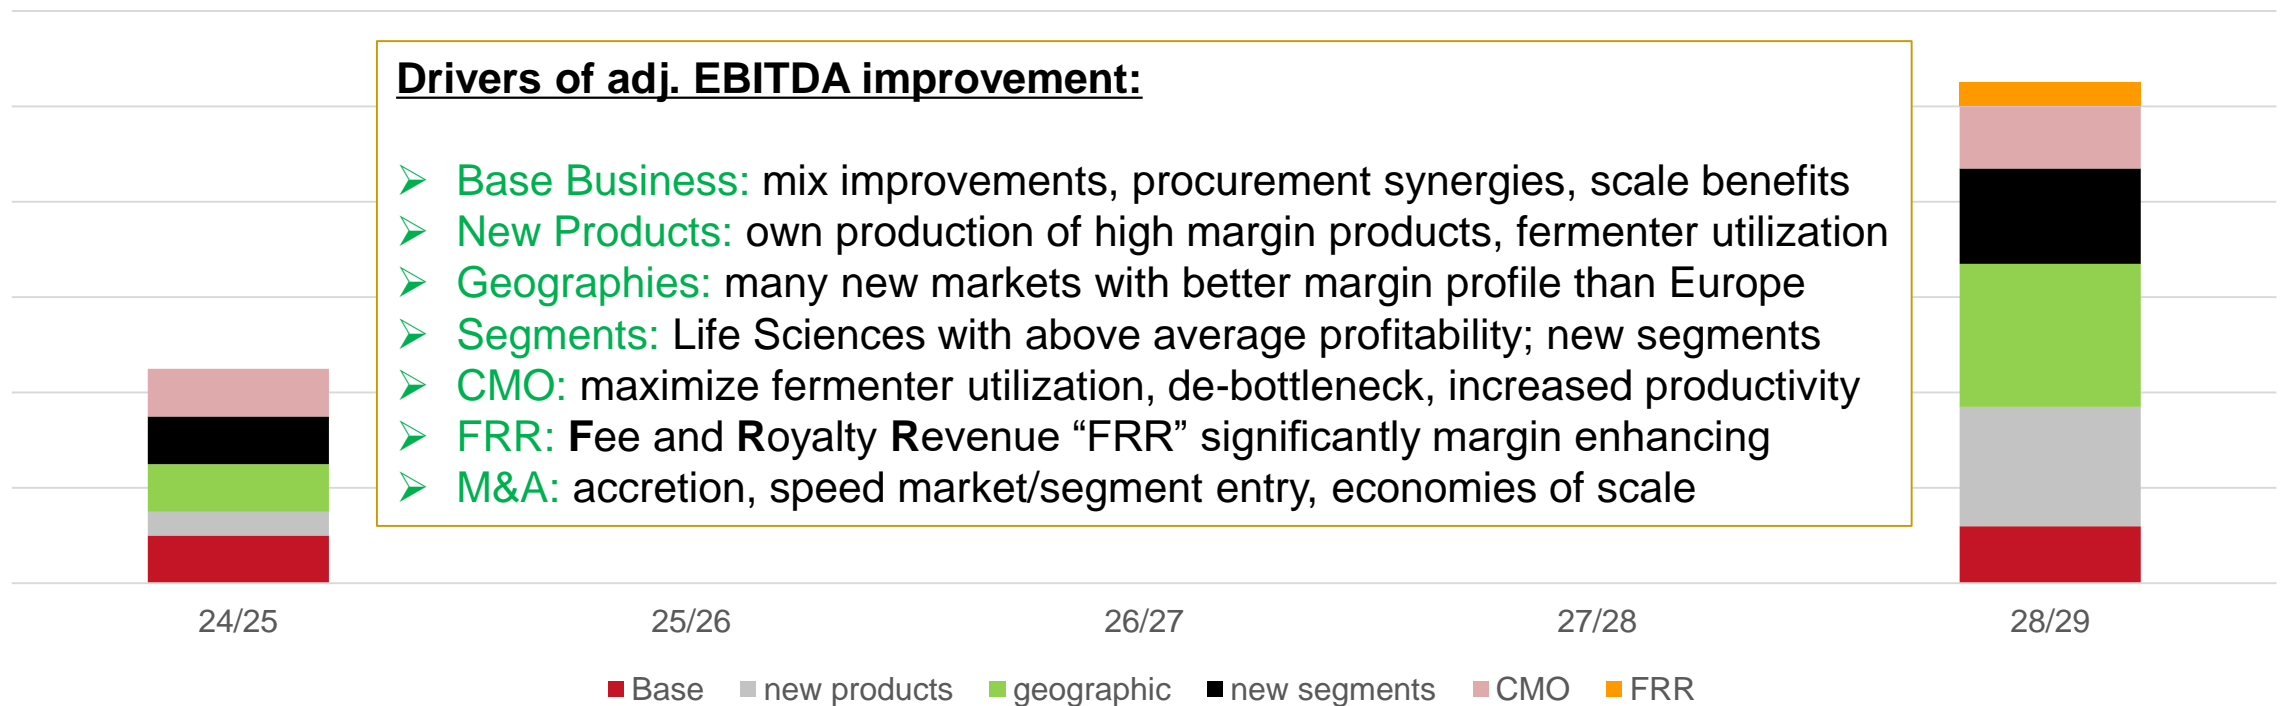 Drivers of adj. EBITDA improvement:
➢ Base Business: mix improvements, procurement synergies, scale benefits
➢ New Products: own production of high margin products, fermenter utilization
➢ Geographies: many new markets with better margin profile than Europe
➢ Segments: Life Sciences with above average profitability; new segments
➢ CMO: maximize fermenter utilization, de-bottleneck, increased productivity
➢ FRR: Fee and Royalty Revenue “FRR” significantly margin enhancing
➢ M&A: accretion, speed market/segment entry, economies of scale
24/25 25/26 26/27 27/28 28/29
Base new products geographic new segments CMO FRR